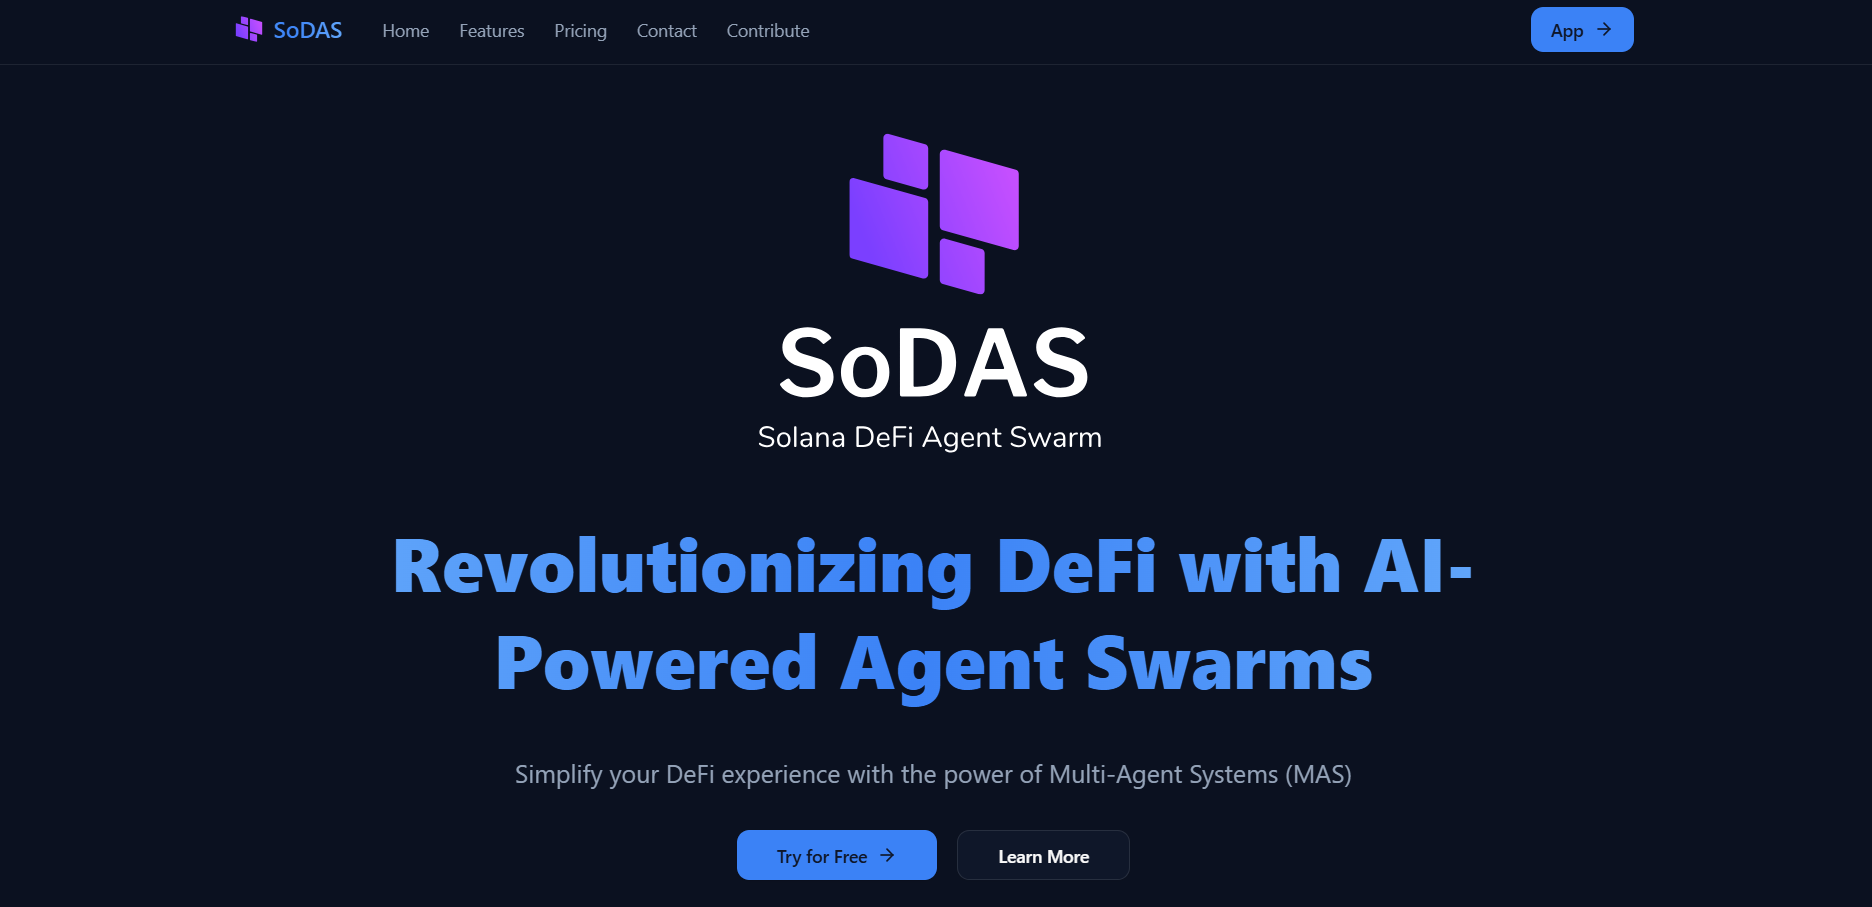 SoDAS Home Features Pricing Contact Contribute App
SoDAS
Solana DeFi Agent Swarm
Revolutionizing DeFi with AI-
Powered Agent Swarms
Simplify your DeFi experience with the power of Multi-Agent Systems (MAS)
Try for Free Learn More